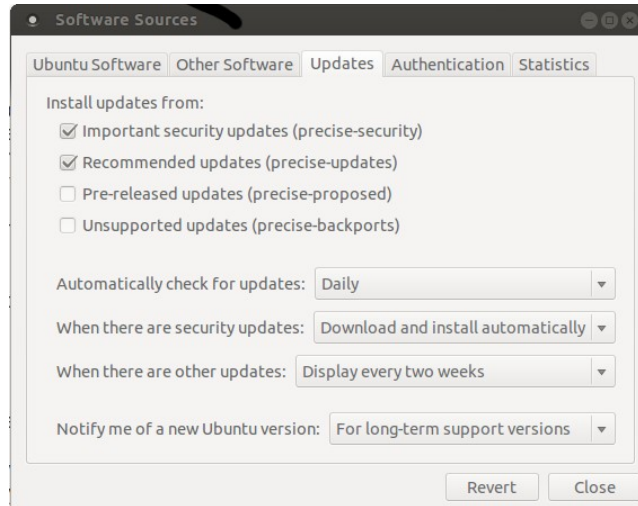 Software Sources
Ubuntu Software Other Software Updates Authentication Statistics
Install updates from:
Important security updates (precise-security)
Recommended updates (precise-updates)
Pre-released updates (precise-proposed)
Unsupported updates (precise-backports)
Automatically check for updates: Daily
When there are security updates: Download and install automatically
When there are other updates: Display every two weeks
Notify me of a new Ubuntu version: For long-term support versions
Revert Close